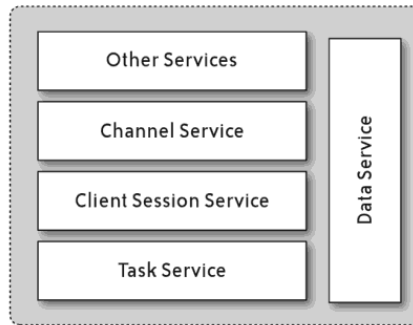 Other Services
Channel Service
Client Session Service
Task Service
Data Service